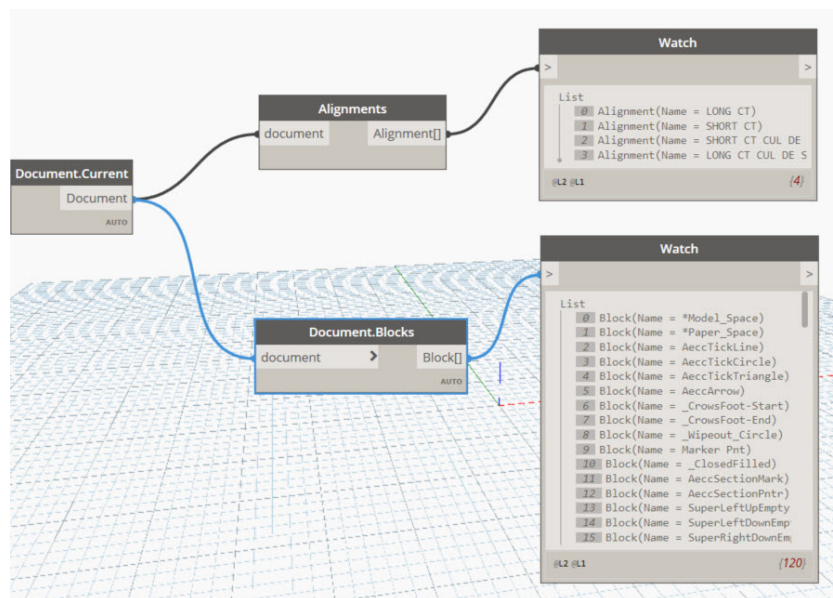 Watch
>
>
List
0 Alignment(Name = LONG CT)
1 Alignment(Name = SHORT CT)
2 Alignment(Name = SHORT CT CUL DE
3 Alignment(Name = LONG CT CUL DE S
@L2 @L1
{4}
Alignments
document
Alignment[]
Document.Current
Document
AUTO
Watch
>
>
List
0 Block(Name = *Model_Space)
1 Block(Name = *Paper_Space)
2 Block(Name = AeccTickLine)
3 Block(Name = AeccTickCircle)
4 Block(Name = AeccTickTriangle)
5 Block(Name = AeccArrow)
6 Block(Name = _CrowsFoot-Start)
7 Block(Name = _CrowsFoot-End)
8 Block(Name = _Wipeout_Circle)
9 Block(Name = Marker Pnt)
10 Block(Name = _ClosedFilled)
11 Block(Name = AeccSectionMark)
12 Block(Name = AeccSectionPntr)
13 Block(Name = SuperLeftUpEmpty
14 Block(Name = SuperLeftDownEmp
15 Block(Name = SuperRightDownEm
@L2 @L1
{120}
Document.Blocks
document
>
Block[]
AUTO